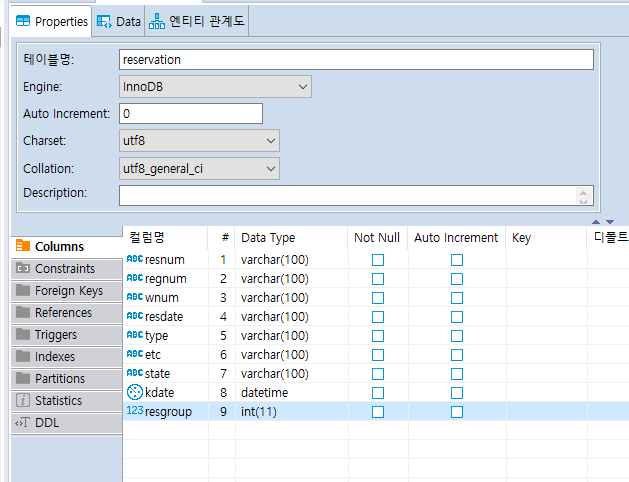 Properties Data 엔티티 관계도
테이블명: reservation
Engine: InnoDB
Auto Increment: 0
Charset: utf8
Collation: utf8_general_ci
Description:
Columns
Constraints
Foreign Keys
References
Triggers
Indexes
Partitions
Statistics
DDL
컬럼명 # Data Type Not Null Auto Increment Key 디폴트
ABC resnum 1 varchar(100)
ABC regnum 2 varchar(100)
ABC wnum 3 varchar(100)
ABC resdate 4 varchar(100)
ABC type 5 varchar(100)
ABC etc 6 varchar(100)
ABC state 7 varchar(100)
kdate 8 datetime
123 resgroup 9 int(11)